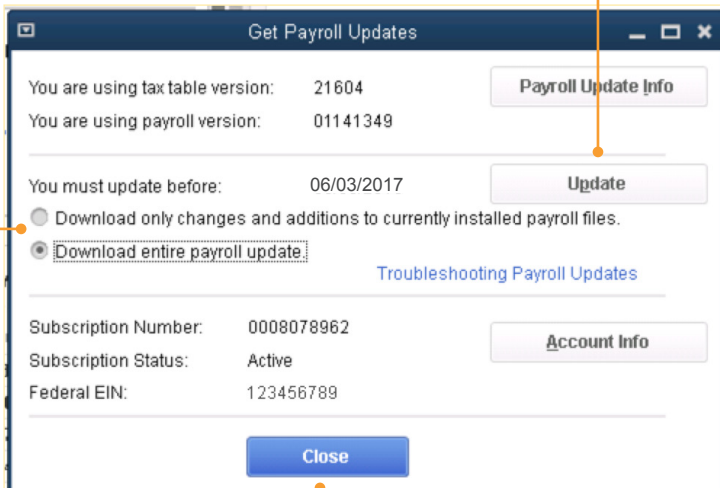 Get Payroll Updates
You are using tax table version: 21604 Payroll Update Info
You are using payroll version: 01141349
You must update before: 06/03/2017 Update
Download only changes and additions to currently installed payroll files.
Download entire payroll update.
Troubleshooting Payroll Updates
Subscription Number: 0008078962 Account Info
Subscription Status: Active
Federal EIN: 123456789
Close